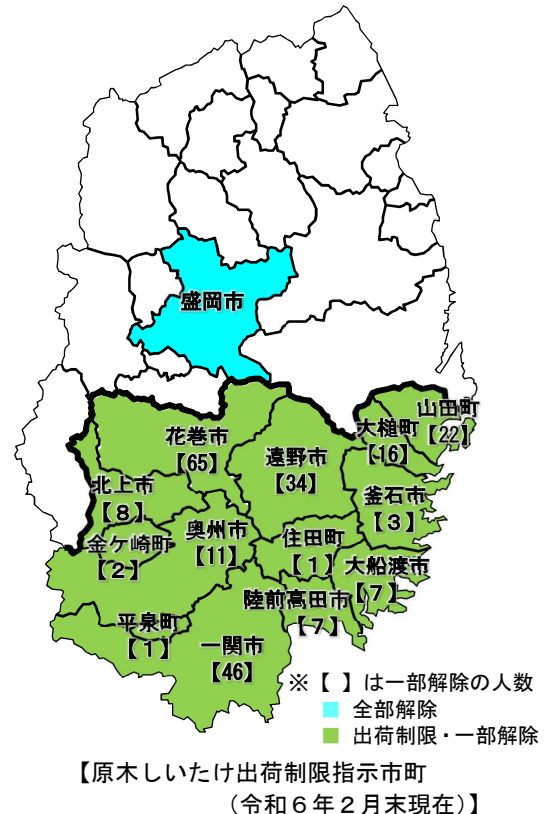 盛岡市
山田町
【22】
大槌町
【16】
花巻市
【65】
遠野市
【34】
北上市
【8】
釜石市
【3】
奥州市
【11】
住田町
【1】
金ケ崎町
【2】
大船渡市
【7】
陸前高田市
【7】
平泉町
【1】
一関市
【46】
※【 】は一部解除の人数
全部解除
出荷制限・一部解除
【原木しいたけ出荷制限指示市町
（令和６年２月末現在）】